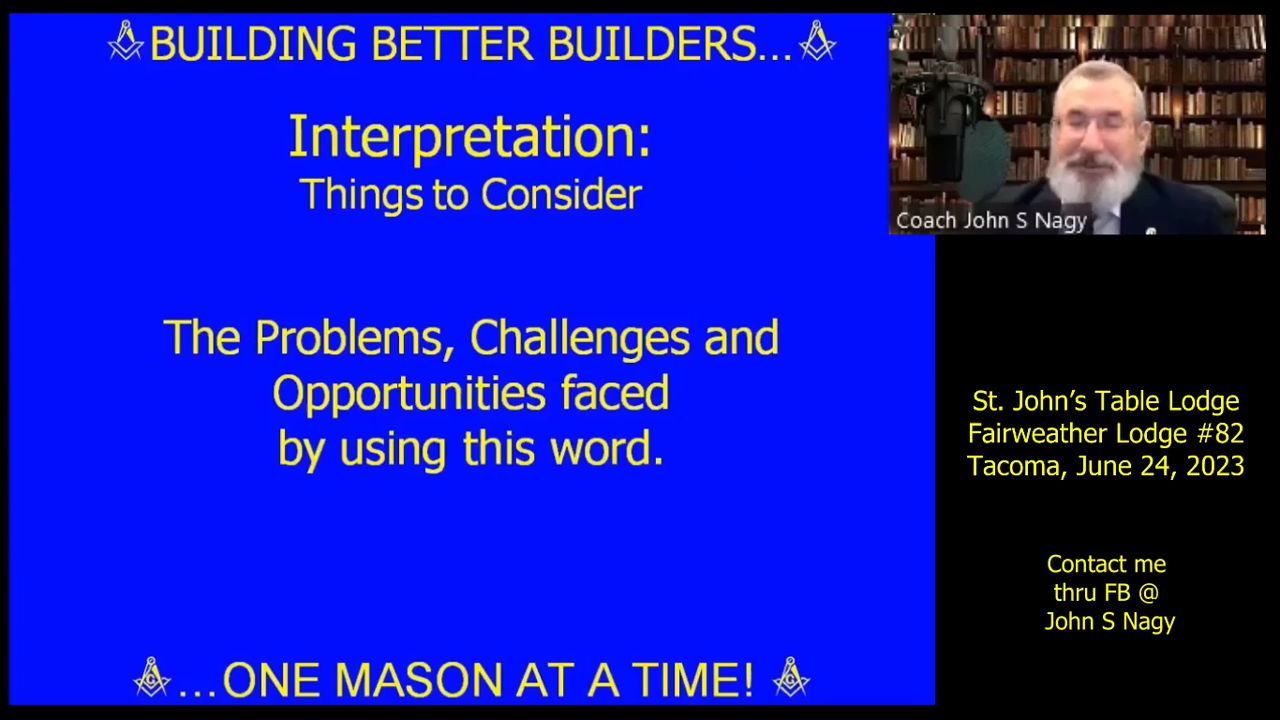 BUILDING BETTER BUILDERS...
Interpretation:
Things to Consider
The Problems, Challenges and
Opportunities faced
by using this word.
...ONE MASON AT A TIME!
Coach John S Nagy
St. John's Table Lodge
Fairweather Lodge #82
Tacoma, June 24, 2023
Contact me
thru FB @
John S Nagy